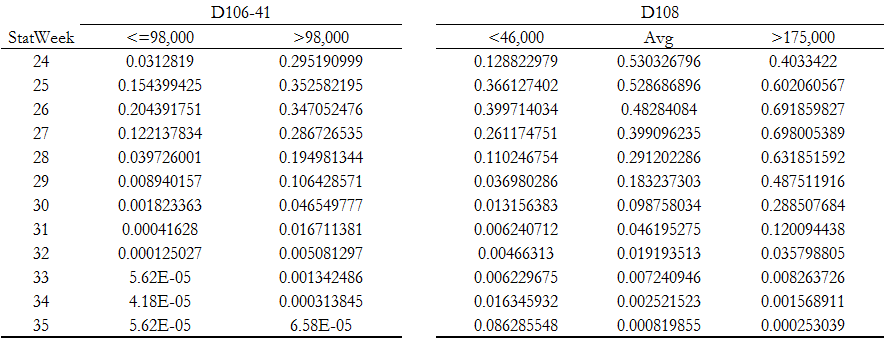 D106-41 D108
StatWeek <=98,000 >98,000 <46,000 Avg >175,000
24 0.0312819 0.295190999 0.128822979 0.530326796 0.4033422
25 0.154399425 0.352582195 0.366127402 0.528686896 0.602060567
26 0.204391751 0.347052476 0.399714034 0.48284084 0.691859827
27 0.122137834 0.286726535 0.261174751 0.399096235 0.698005389
28 0.039726001 0.194981344 0.110246754 0.291202286 0.631851592
29 0.008940157 0.106428571 0.036980286 0.183237303 0.487511916
30 0.001823363 0.046549777 0.013156383 0.098758034 0.288507684
31 0.00041628 0.016711381 0.006240712 0.046195275 0.120094438
32 0.000125027 0.005081297 0.00466313 0.019193513 0.035798805
33 5.62E-05 0.001342486 0.006229675 0.007240946 0.008263726
34 4.18E-05 0.000313845 0.016345932 0.002521523 0.001568911
35 5.62E-05 6.58E-05 0.086285548 0.000819855 0.000253039